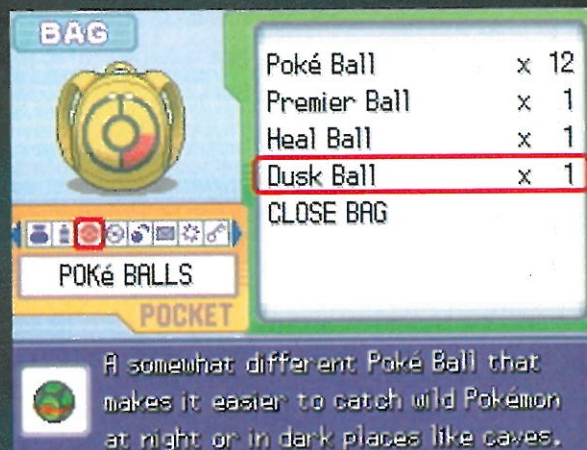 BAG
Poké Ball x 12
Premier Ball x 1
Heal Ball x 1
Dusk Ball x 1
CLOSE BAG
POKé BALLS
POCKET
A somewhat different Poké Ball that
makes it easier to catch wild Pokémon
at night or in dark places like caves.